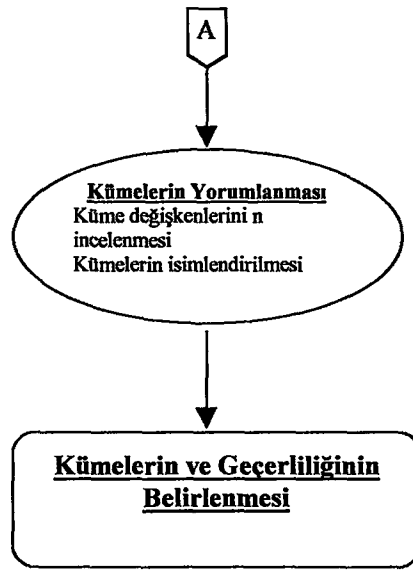 A
Kümelerin Yorumlanması
Küme değişkenlerini n
incelenmesi
Kümelerin isimlendirilmesi
Kümelerin ve Geçerliliğinin
Belirlenmesi